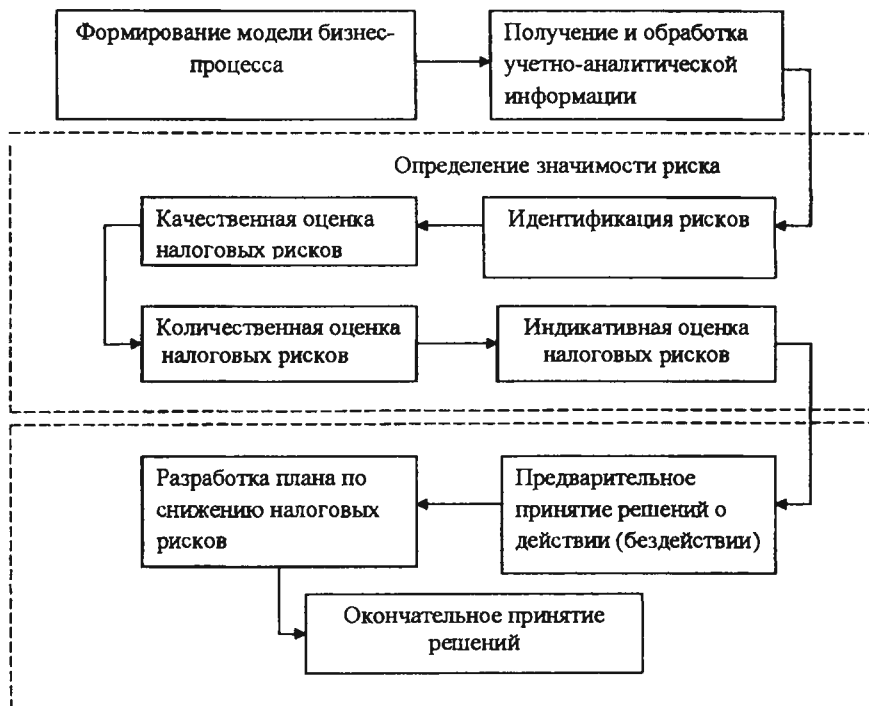 Формирование модели бизнес-
процесса
Получение и обработка
учетно-аналитической
информации
Определение значимости риска
Идентификация рисков
Качественная оценка
налоговых рисков
Количественная оценка
налоговых рисков
Индикативная оценка
налоговых рисков
Предварительное
принятие решений о
действии (бездействии)
Разработка плана по
снижению налоговых
рисков
Окончательное принятие
решений